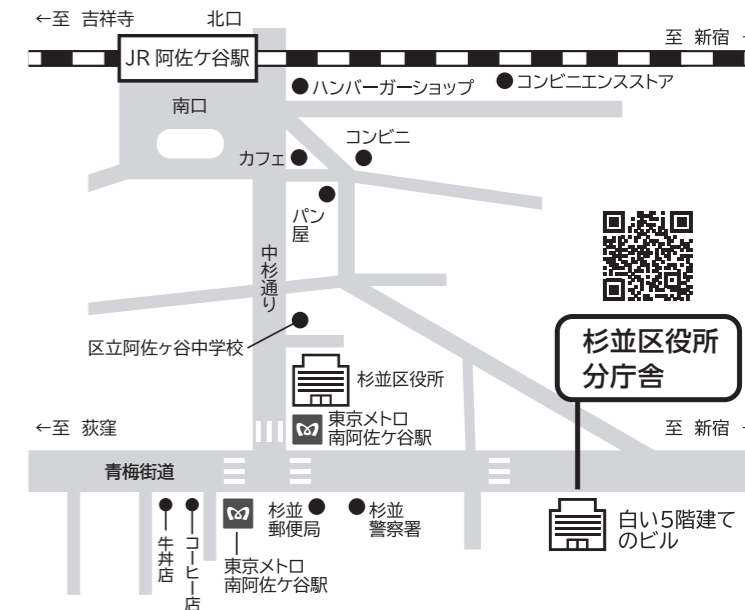 ←至 吉祥寺
北口
至 新宿
JR 阿佐ケ谷駅
ハンバーガーショップ
コンビニエンスストア
南口
コンビニ
カフェ
パン
屋
中杉通り
区立阿佐ヶ谷中学校
杉並区役所
分庁舎
杉並区役所
東京メトロ
南阿佐ケ谷駅
←至 荻窪
至 新宿
青梅街道
牛丼店
コーヒー店
東京メトロ
南阿佐ケ谷駅
杉並
郵便局
杉並
警察署
白い5階建て
のビル